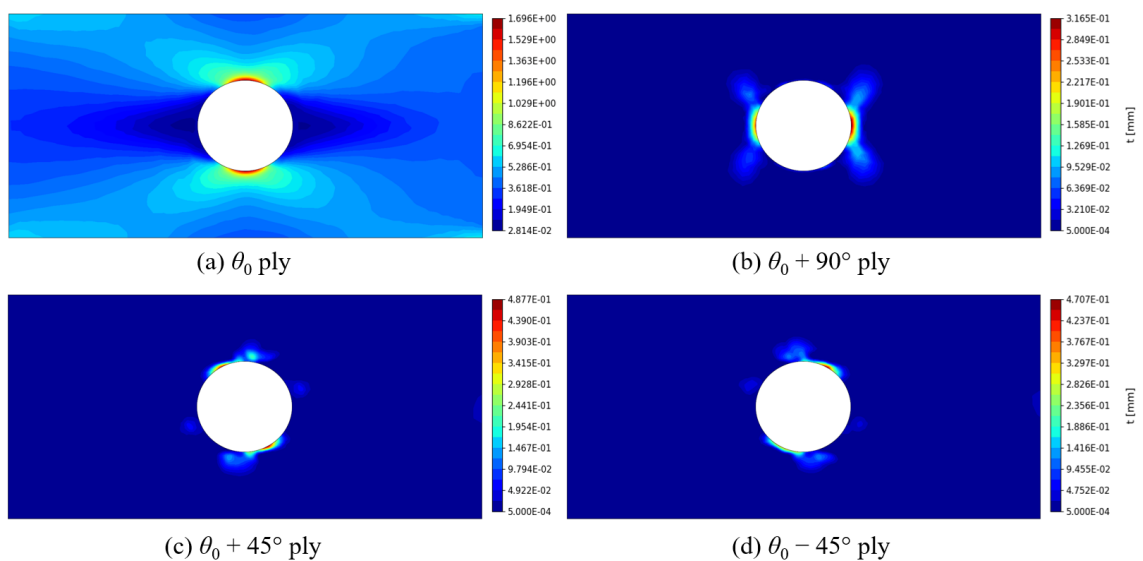 1.696E+00
1.529E+00
1.363E+00
1.196E+00
1.029E+00
8.622E-01
6.954E-01
5.286E-01
3.618E-01
1.949E-01
2.814E-02
(a) θ₀ ply
3.165E-01
2.849E-01
2.533E-01
2.217E-01
1.901E-01
1.585E-01
1.269E-01
9.529E-02
6.369E-02
3.210E-02
5.000E-04
t [mm]
(b) θ₀ + 90° ply
4.877E-01
4.390E-01
3.903E-01
3.415E-01
2.928E-01
2.441E-01
1.954E-01
1.467E-01
9.794E-02
4.922E-02
5.000E-04
(c) θ₀ + 45° ply
4.707E-01
4.237E-01
3.767E-01
3.297E-01
2.826E-01
2.356E-01
1.886E-01
1.416E-01
9.455E-02
4.752E-02
5.000E-04
t [mm]
(d) θ₀ − 45° ply